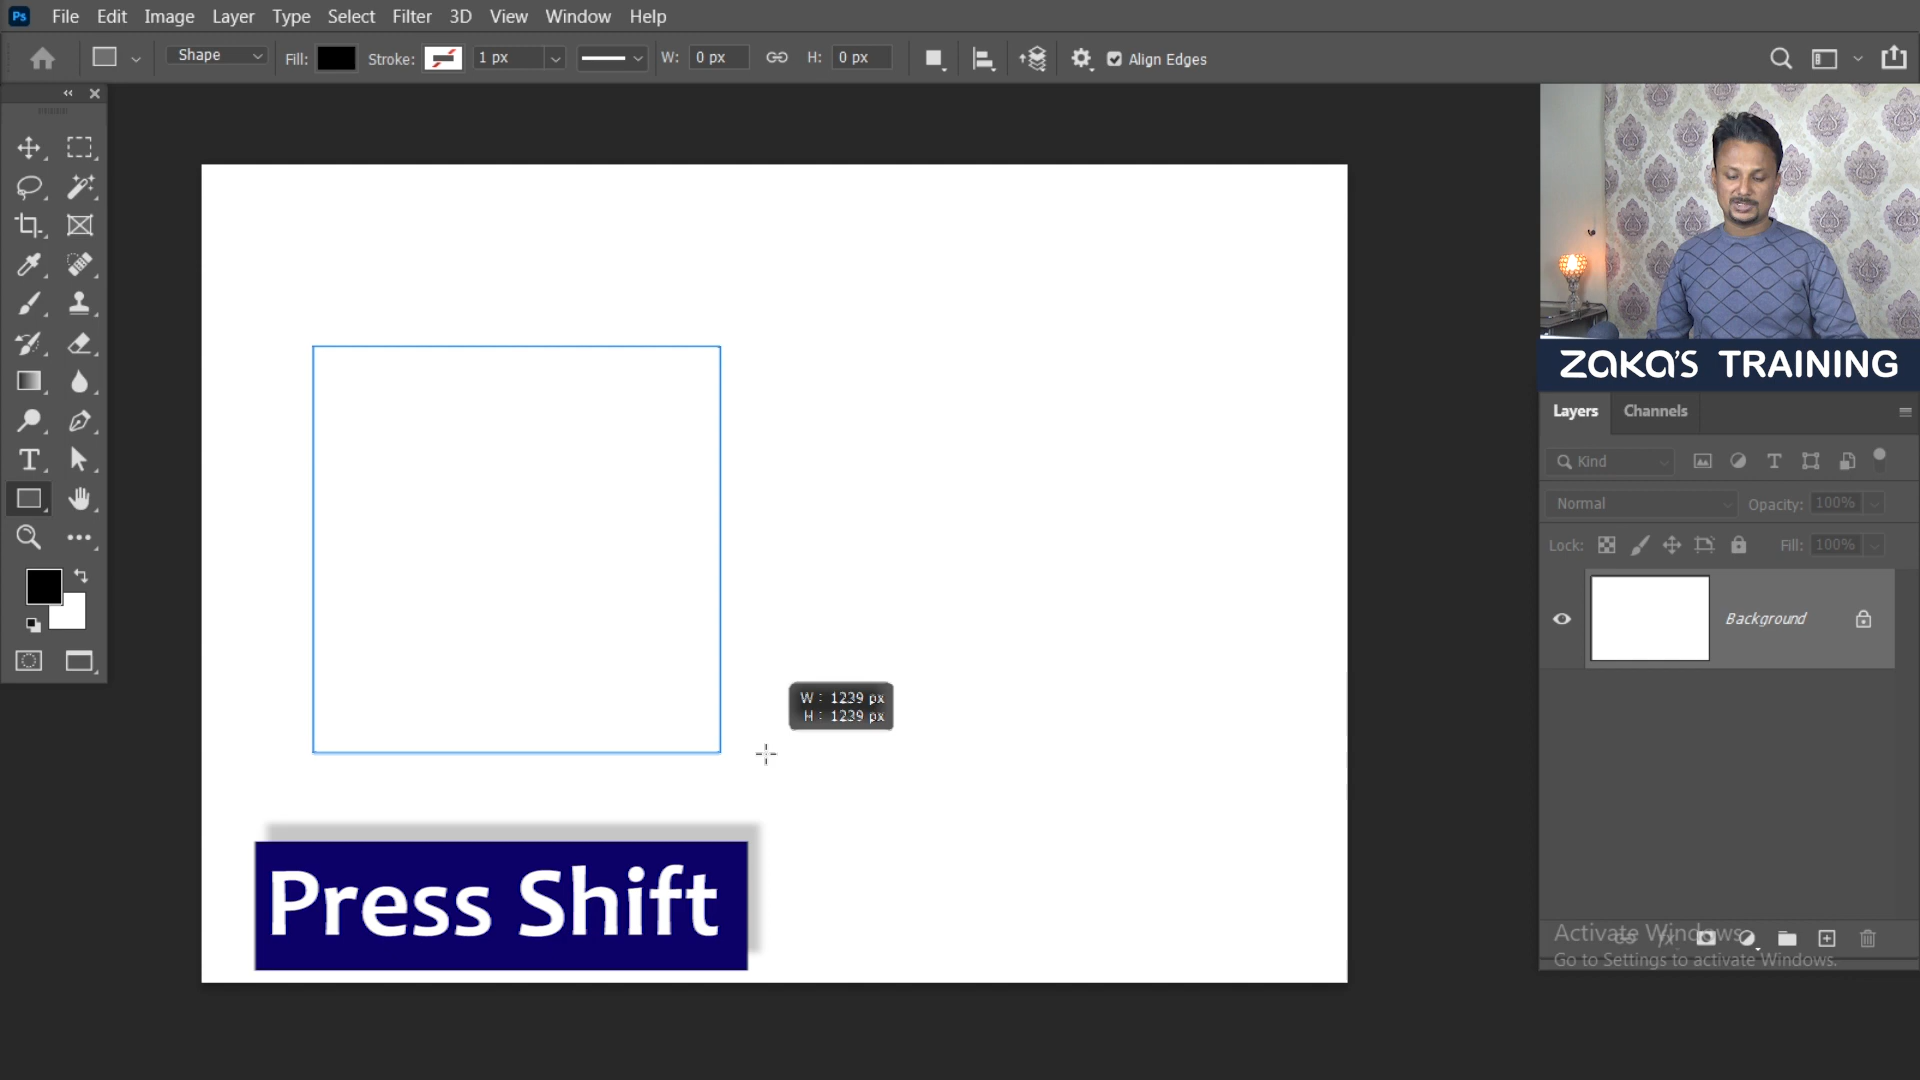 Ps File Edit Image Layer Type Select Filter 3D View Window Help
Shape Fill: Stroke: 1 px W: 0 px H: 0 px Align Edges
ZAKA'S TRAINING
Layers Channels
Kind
Normal Opacity: 100%
Lock: Fill: 100%
Background
W : 1239 px
H : 1239 px
Press Shift
Activate Windows
Go to Settings to activate Windows.